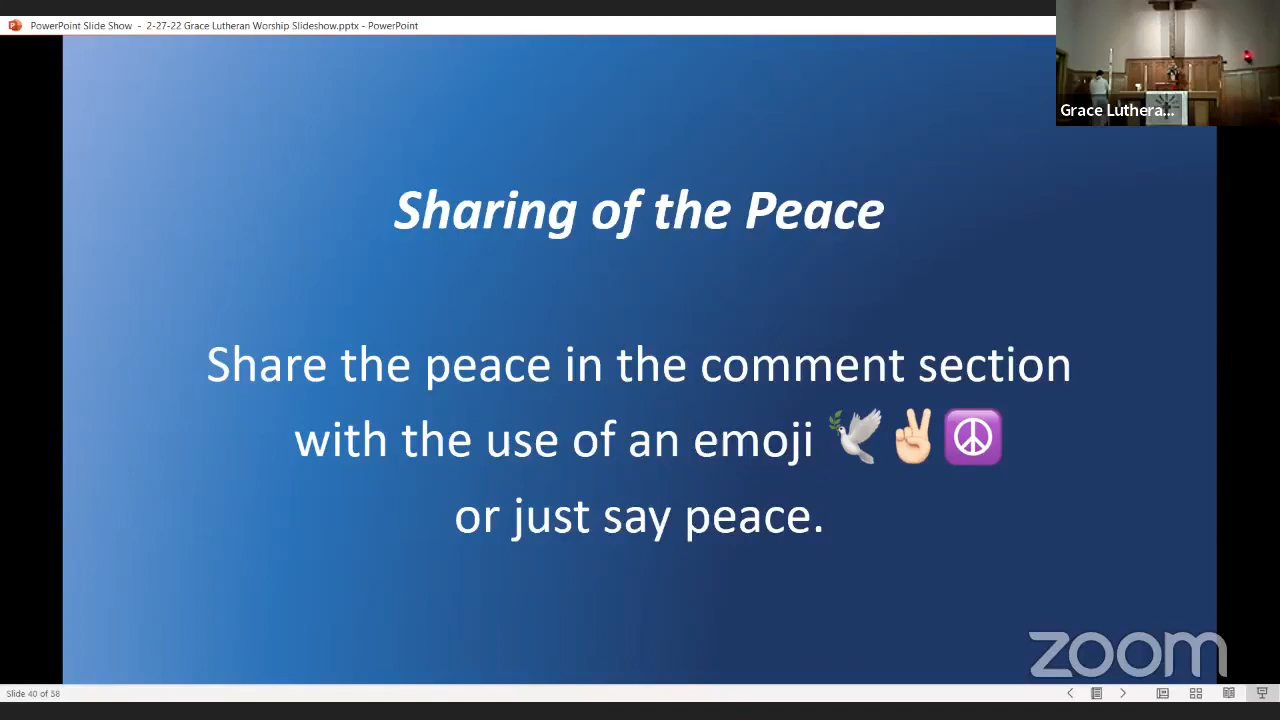 PowerPoint Slide Show - 2-27-22 Grace Lutheran Worship Slideshow.pptx - PowerPoint
Grace Luthera...
Sharing of the Peace
Share the peace in the comment section
with the use of an emoji 🕊️✌🏻☮️
or just say peace.
zoom
Slide 40 of 58